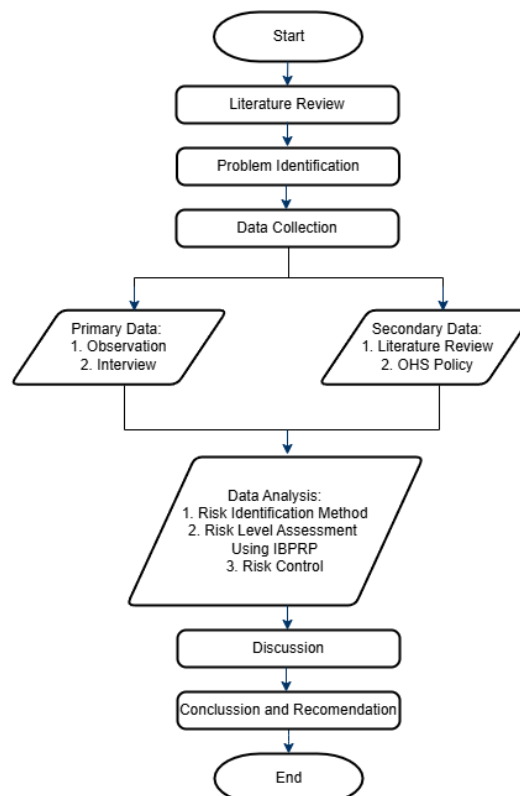 Start
Literature Review
Problem Identification
Data Collection
Primary Data:
1. Observation
2. Interview
Secondary Data:
1. Literature Review
2. OHS Policy
Data Analysis:
1. Risk Identification Method
2. Risk Level Assessment
Using IBPRP
3. Risk Control
Discussion
Conclussion and Recomendation
End